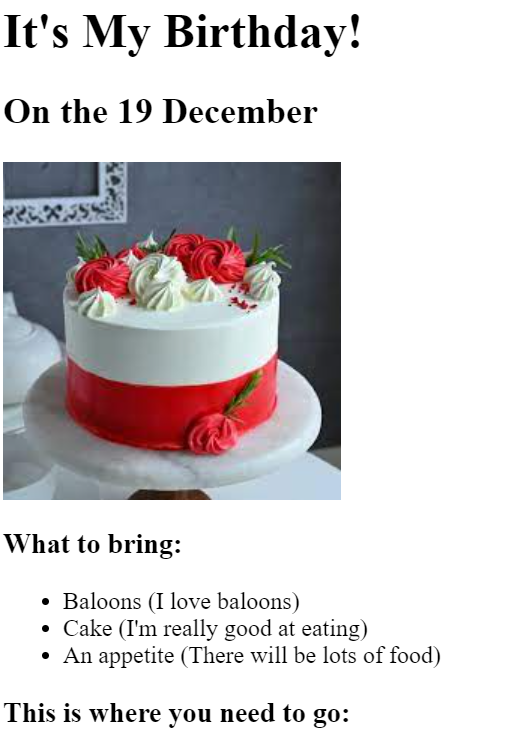 It's My Birthday!
On the 19 December
What to bring:
Baloons (I love baloons)
Cake (I'm really good at eating)
An appetite (There will be lots of food)
This is where you need to go: